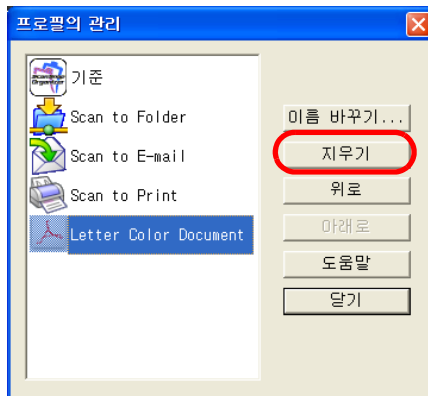 프로필의 관리
기준
Scan to Folder
Scan to E-mail
Scan to Print
Letter Color Document
이름 바꾸기...
지우기
위로
아래로
도움말
닫기